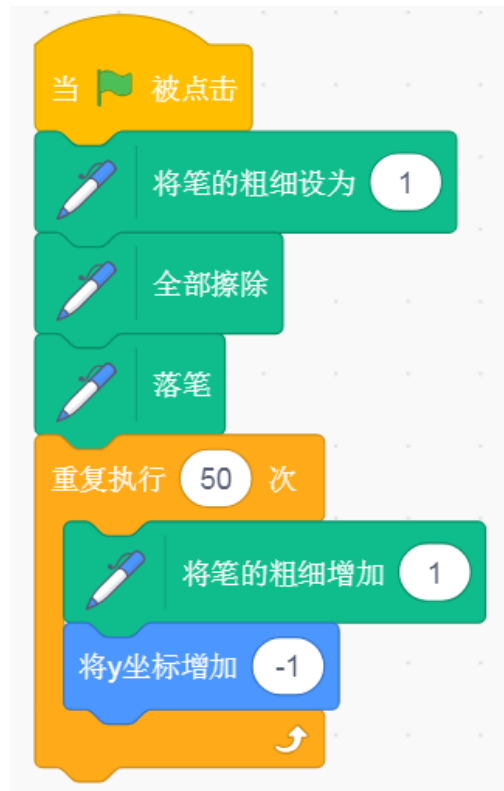 当 被点击
将笔的粗细设为 1
全部擦除
落笔
重复执行 50 次
将笔的粗细增加 1
将y坐标增加 -1